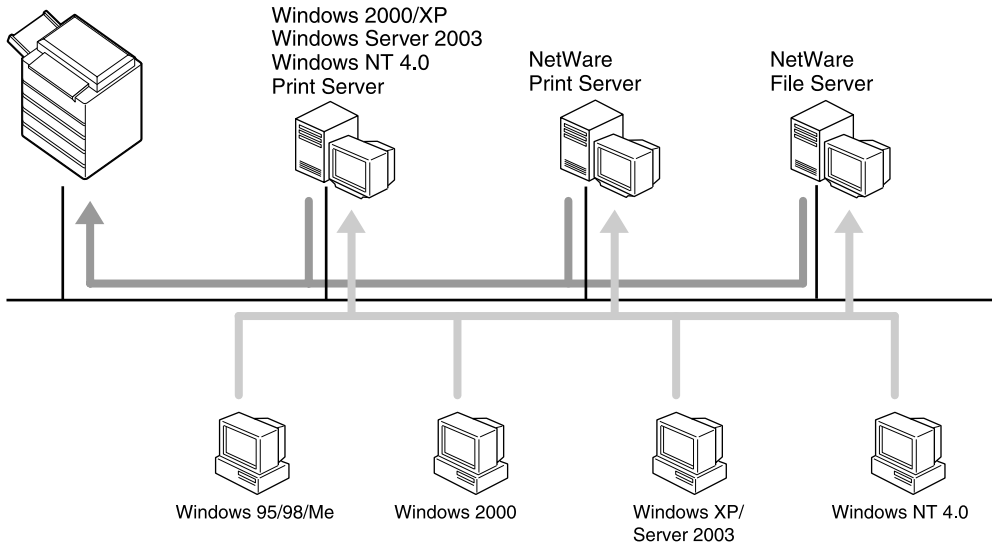 Windows 2000/XP
Windows Server 2003
Windows NT 4.0
Print Server
NetWare
Print Server
NetWare
File Server
Windows 95/98/Me
Windows 2000
Windows XP/
Server 2003
Windows NT 4.0